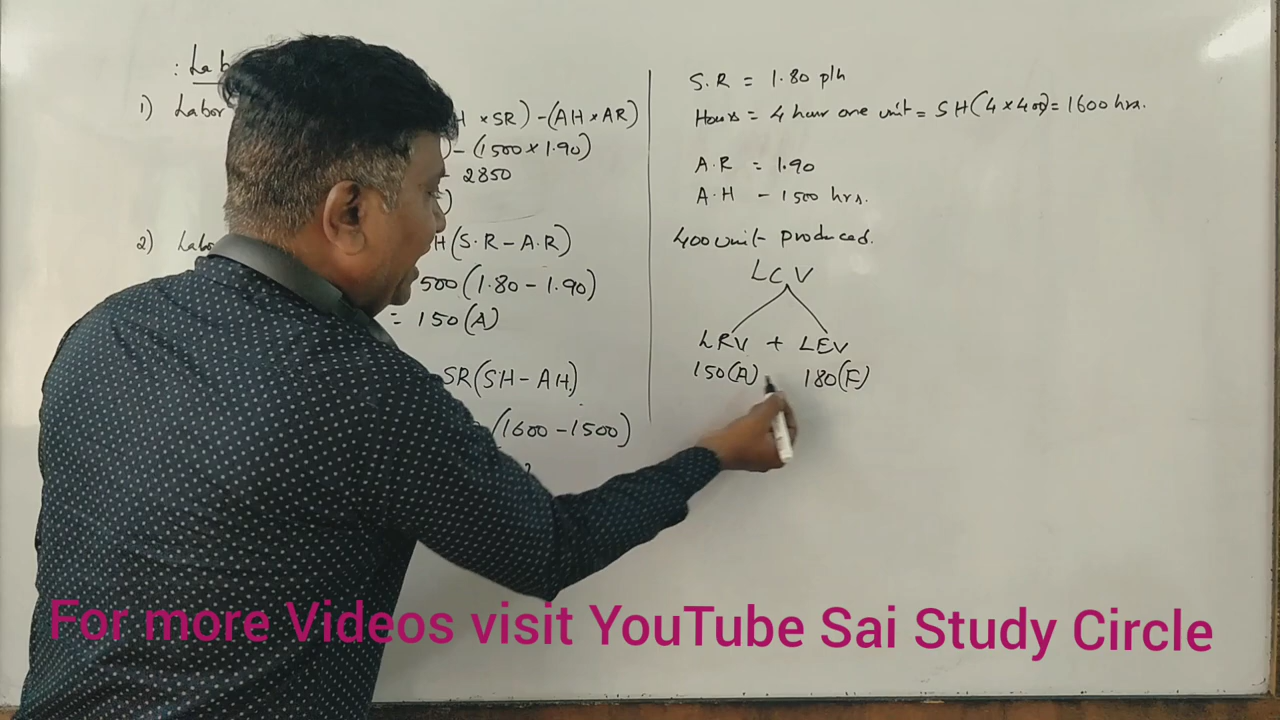 : Lab
1) Labor H × SR) - (AH × AR)
- (1500 × 1.90)
- 2850
)
2) Labo H (S.R - A.R)
500 (1.80 - 1.90)
= 150 (A)
SR (SH - AH)
(1600 - 1500)
S.R = 1.80 p/h
Hours = 4 hour one unit = SH (4 × 400) = 1600 hrs.
A.R = 1.90
A.H - 1500 hrs.
400 unit produced.
LCV
LRV + LEV
150(A) 180(F)
For more Videos visit YouTube Sai Study Circle